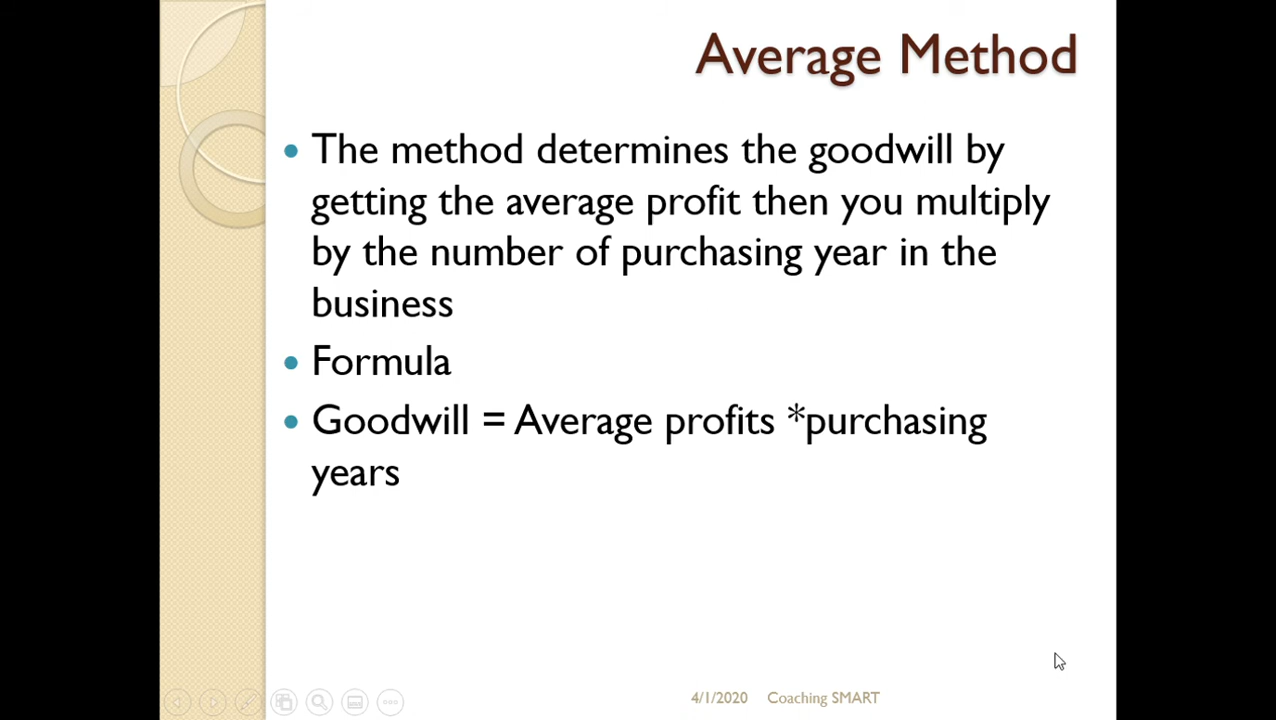 Average Method
The method determines the goodwill by
getting the average profit then you multiply
by the number of purchasing year in the
business
Formula
Goodwill = Average profits *purchasing
years
4/1/2020 Coaching SMART